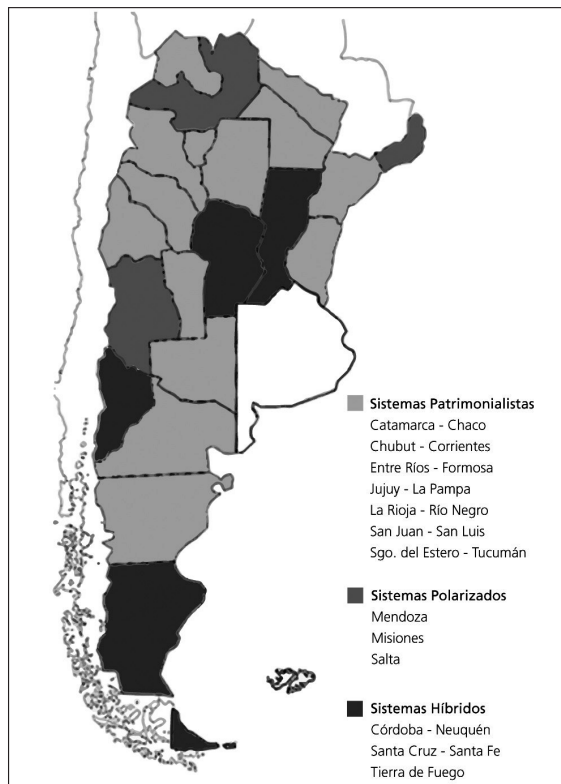 Sistemas Patrimonialistas
Catamarca - Chaco
Chubut - Corrientes
Entre Ríos - Formosa
Jujuy - La Pampa
La Rioja - Río Negro
San Juan - San Luis
Sgo. del Estero - Tucumán
Sistemas Polarizados
Mendoza
Misiones
Salta
Sistemas Híbridos
Córdoba - Neuquén
Santa Cruz - Santa Fe
Tierra de Fuego